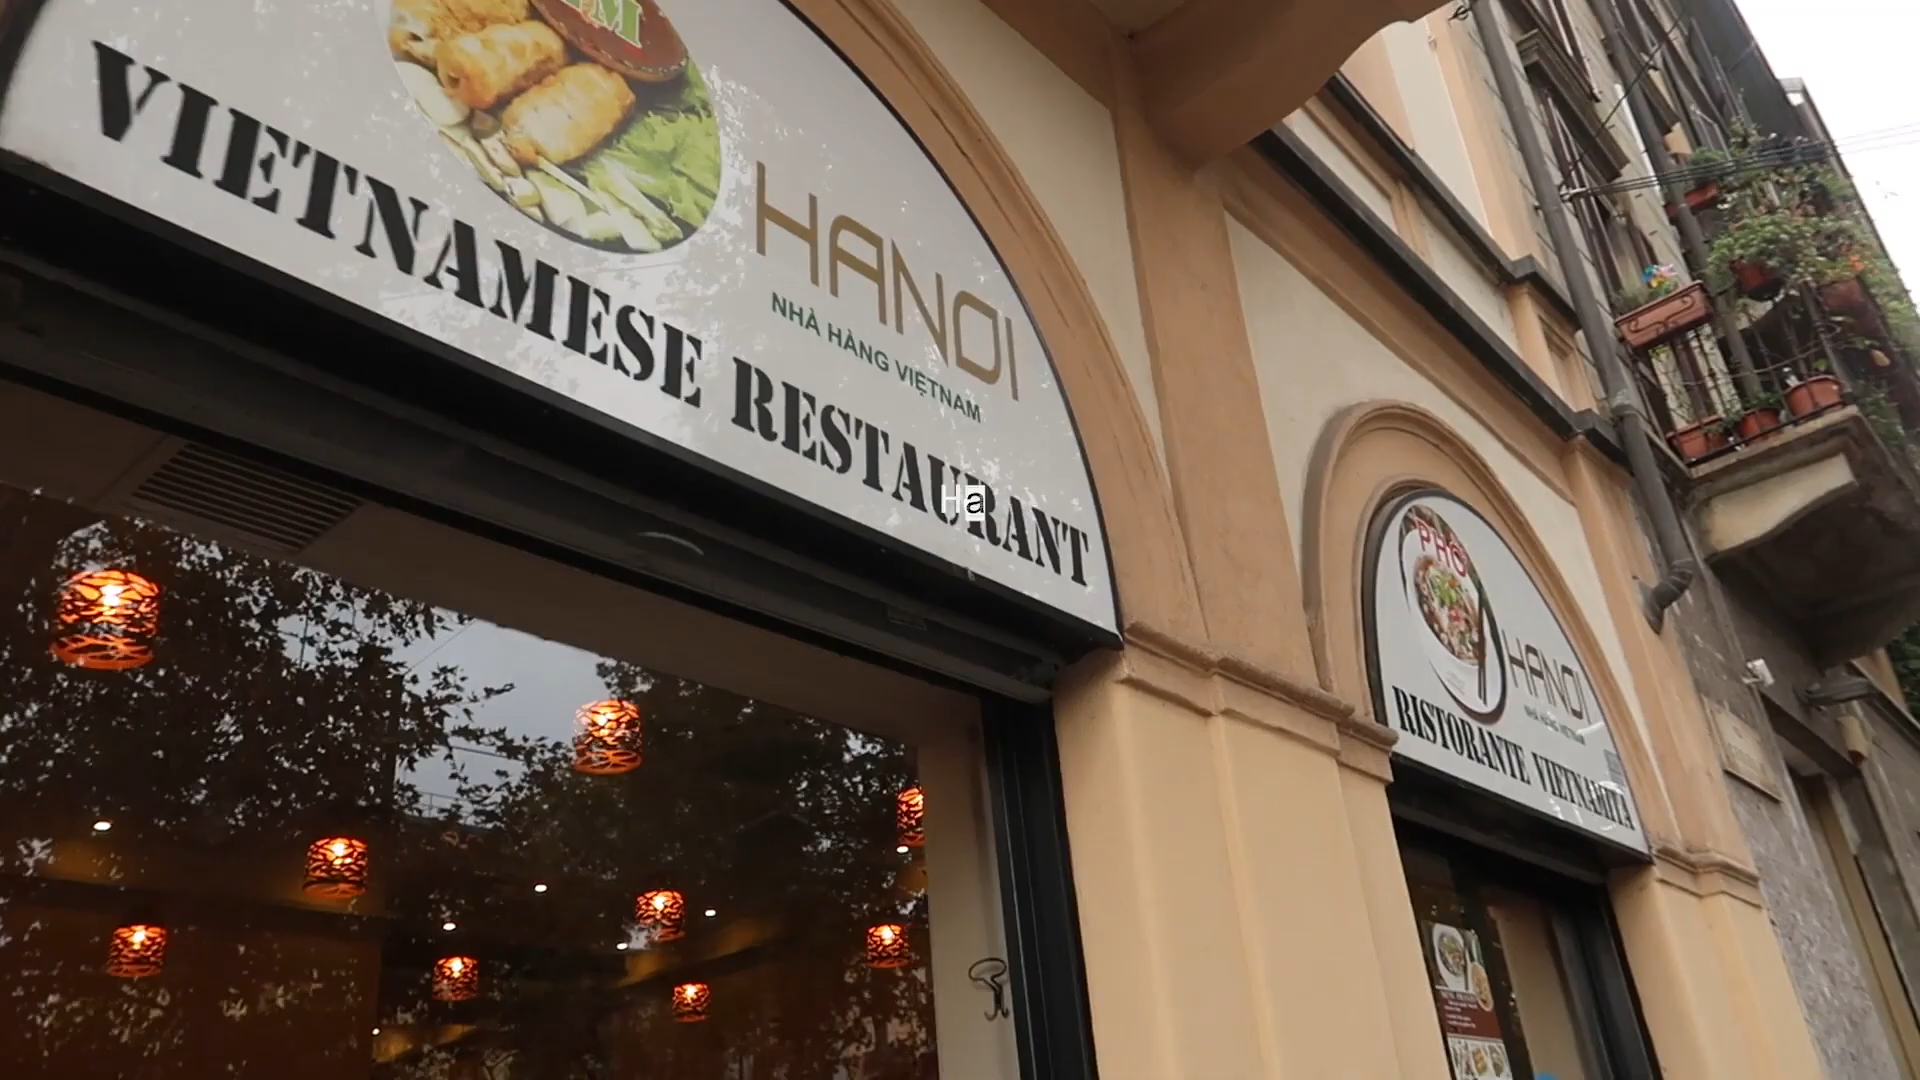 HANOI
NHÀ HÀNG VIỆTNAM
VIETNAMESE RESTAURANT
Ha
PHỞ
HANOI
NHÀ HÀNG VIỆTNAM
RISTORANTE VIETNAMITA